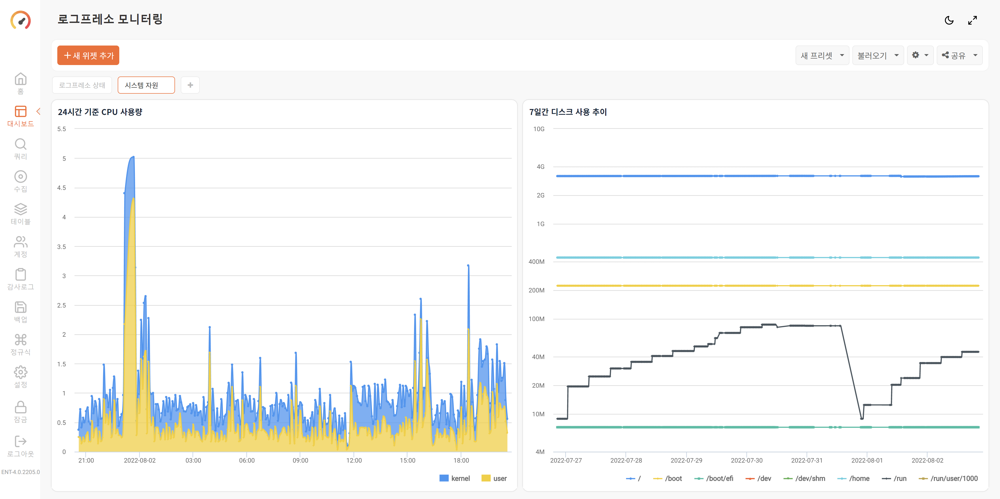 로그프레소 모니터링
새 위젯 추가
새 프리셋
불러오기
공유
로그프레소 상태
시스템 자원
홈
대시보드
쿼리
수집
테이블
계정
감사로그
백업
정규식
설정
잠금
로그아웃
ENT-4.0.2205.0
24시간 기준 CPU 사용량
5.5
5
4.5
4
3.5
3
2.5
2
1.5
1
0.5
0
21:00 2022-08-02 03:00 06:00 09:00 12:00 15:00 18:00
kernel user
7일간 디스크 사용 추이
10G
4G
2G
1G
400M
200M
100M
40M
20M
10M
4M
2022-07-27 2022-07-28 2022-07-29 2022-07-30 2022-07-31 2022-08-01 2022-08-02
/ /boot /boot/efi /dev /dev/shm /home /run /run/user/1000